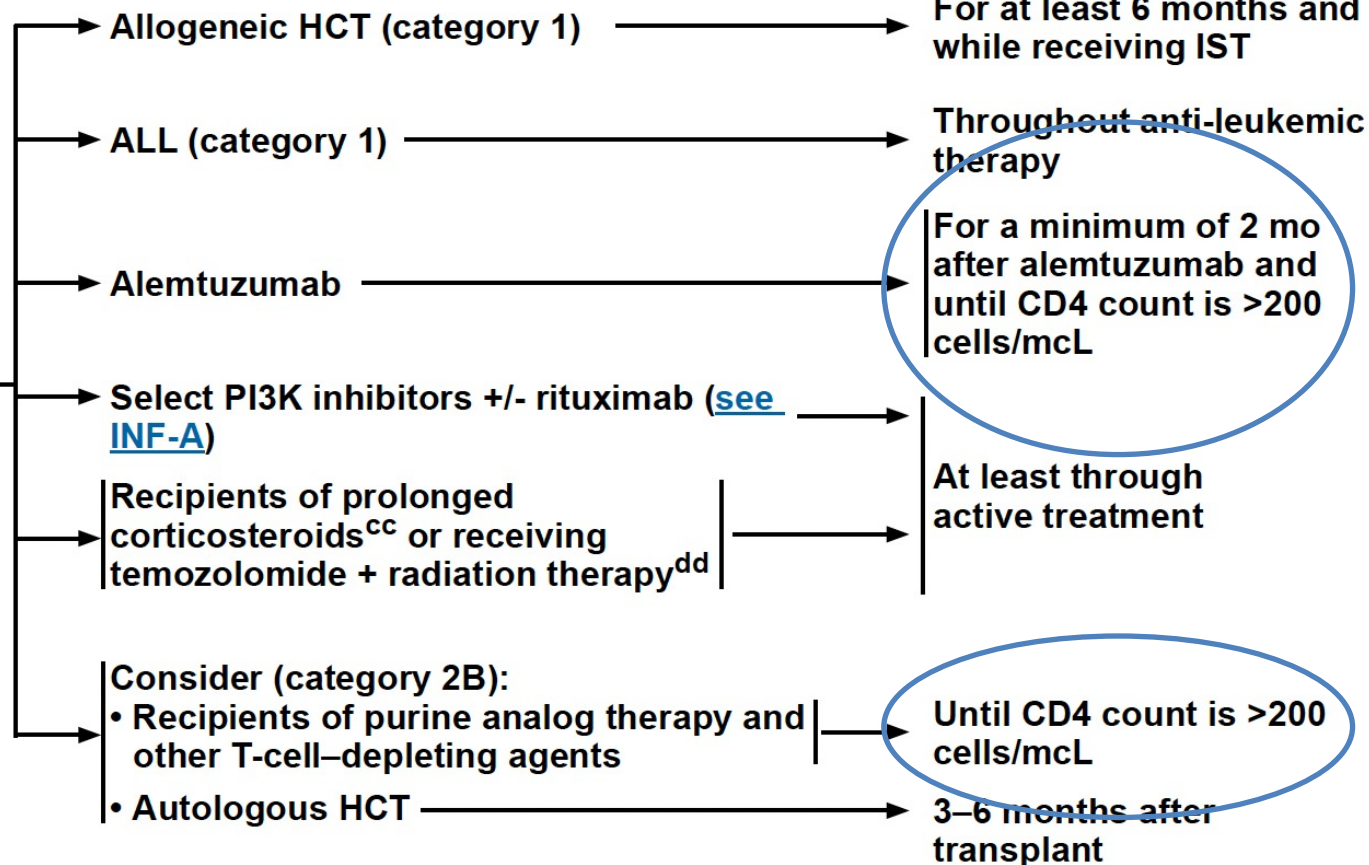 Allogeneic HCT (category 1)
For at least 6 months and
while receiving IST
ALL (category 1)
Throughout anti-leukemic
therapy
Alemtuzumab
For a minimum of 2 mo
after alemtuzumab and
until CD4 count is >200
cells/mcL
Select PI3K inhibitors +/- rituximab (see
INF-A)
Recipients of prolonged
corticosteroidscc or receiving
temozolomide + radiation therapydd
At least through
active treatment
Consider (category 2B):
• Recipients of purine analog therapy and
other T-cell–depleting agents
Until CD4 count is >200
cells/mcL
• Autologous HCT
3–6 months after
transplant